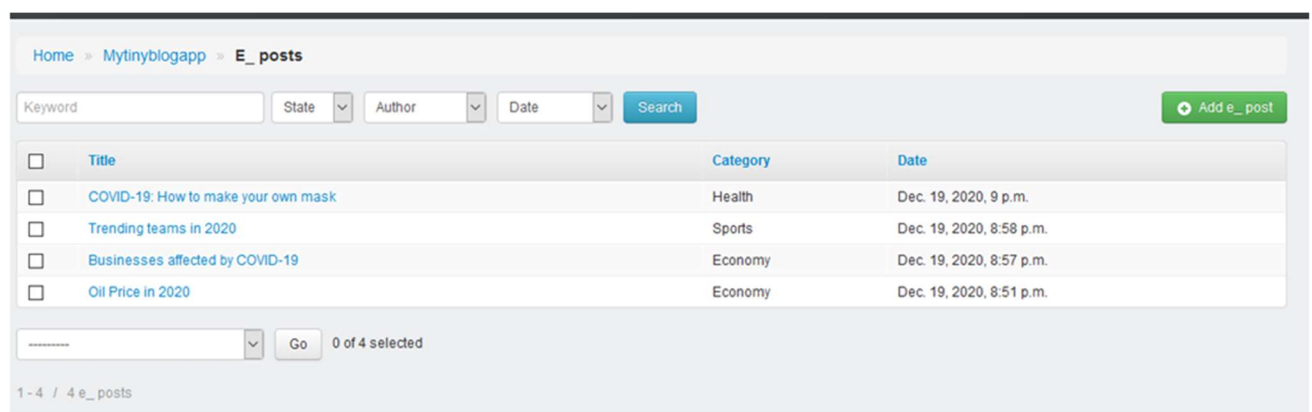 Home » Mytinyblogapp » E_ posts
Keyword State Author Date Search Add e_ post
Title Category Date
COVID-19: How to make your own mask Health Dec. 19, 2020, 9 p.m.
Trending teams in 2020 Sports Dec. 19, 2020, 8:58 p.m.
Businesses affected by COVID-19 Economy Dec. 19, 2020, 8:57 p.m.
Oil Price in 2020 Economy Dec. 19, 2020, 8:51 p.m.
--------- Go 0 of 4 selected
1 - 4 / 4 e_ posts